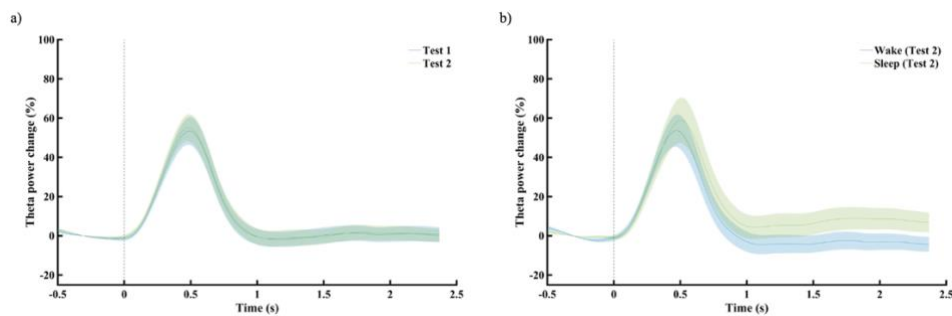 a)
100
80
60
40
20
0
-20
Theta power change (%)
-0.5 0 0.5 1 1.5 2 2.5
Time (s)
Test 1
Test 2
b)
100
80
60
40
20
0
-20
Theta power change (%)
-0.5 0 0.5 1 1.5 2 2.5
Time (s)
Wake (Test 2)
Sleep (Test 2)